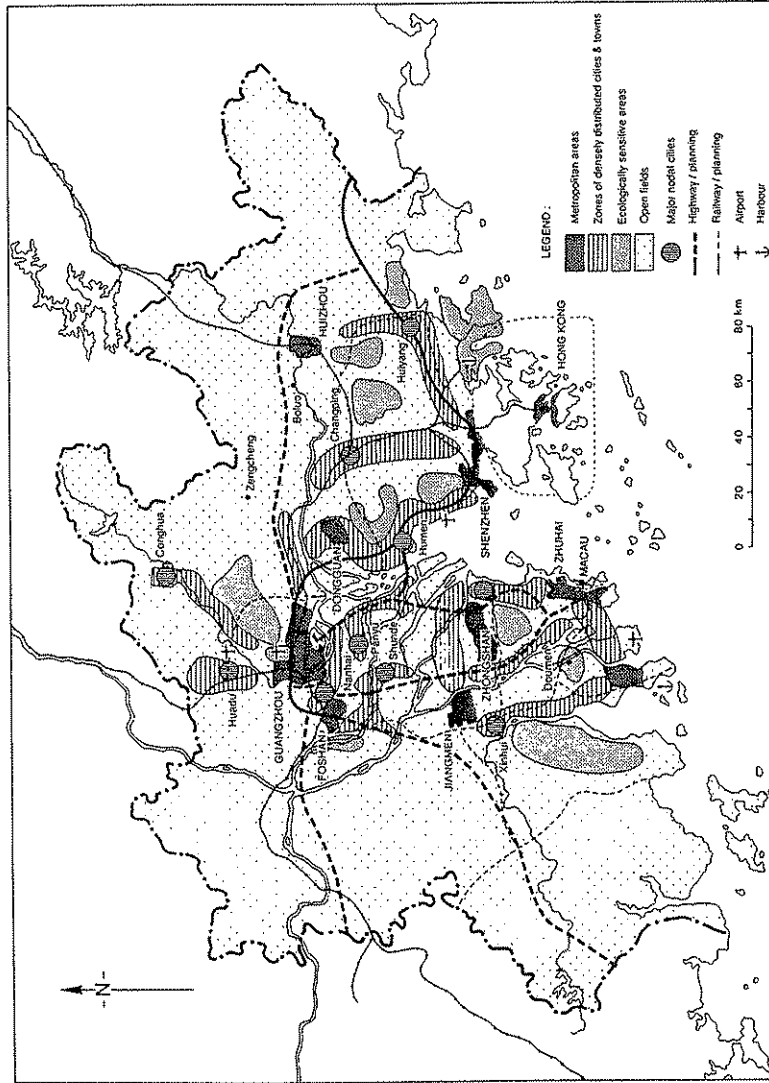 -N-
Conghua
Huadu
Zengcheng
GUANGZHOU
Boluo
HUIZHOU
FOSHAN
Nanhai
Panyu
DONGGUAN
Changping
Shunde
Humen
Huiyang
JIANGMEN
ZHONGSHAN
SHENZHEN
Xinhui
Doumen
ZHUHAI
MACAU
HONG KONG
0 20 40 60 80 km
LEGEND :
Metropolitan areas
Zones of densely distributed cities & towns
Ecologically sensitive areas
Open fields
Major nodal cities
Highway / planning
Railway / planning
Airport
Harbour